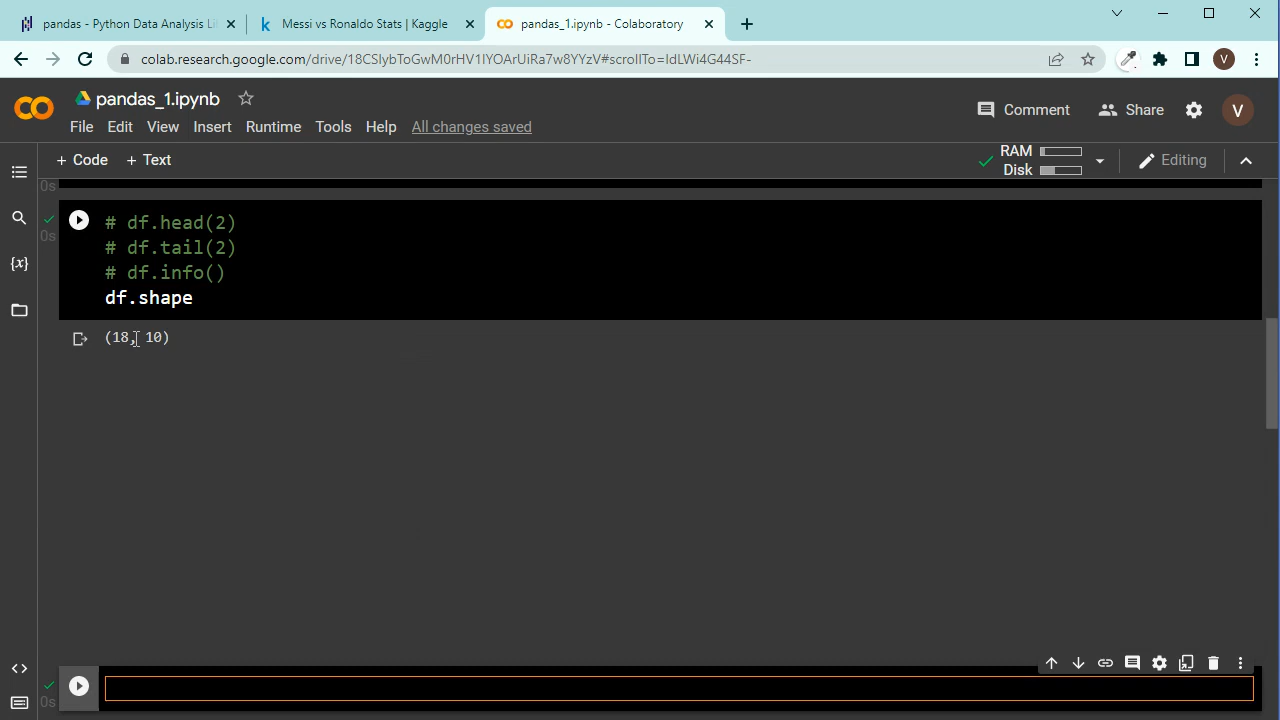 pandas - Python Data Analysis Li
Messi vs Ronaldo Stats | Kaggle
pandas_1.ipynb - Colaboratory
colab.research.google.com/drive/18CSIybToGxM0rHV1IYOArUiRa7w8YYzV#scrollTo=IdLWi4G44SF-
V
pandas_1.ipynb
Comment
Share
V
File Edit View Insert Runtime Tools Help All changes saved
+ Code + Text
RAM
Disk
Editing
0s
# df.head(2)
0s
# df.tail(2)
{x}
# df.info()
df.shape
(18, 10)
0s